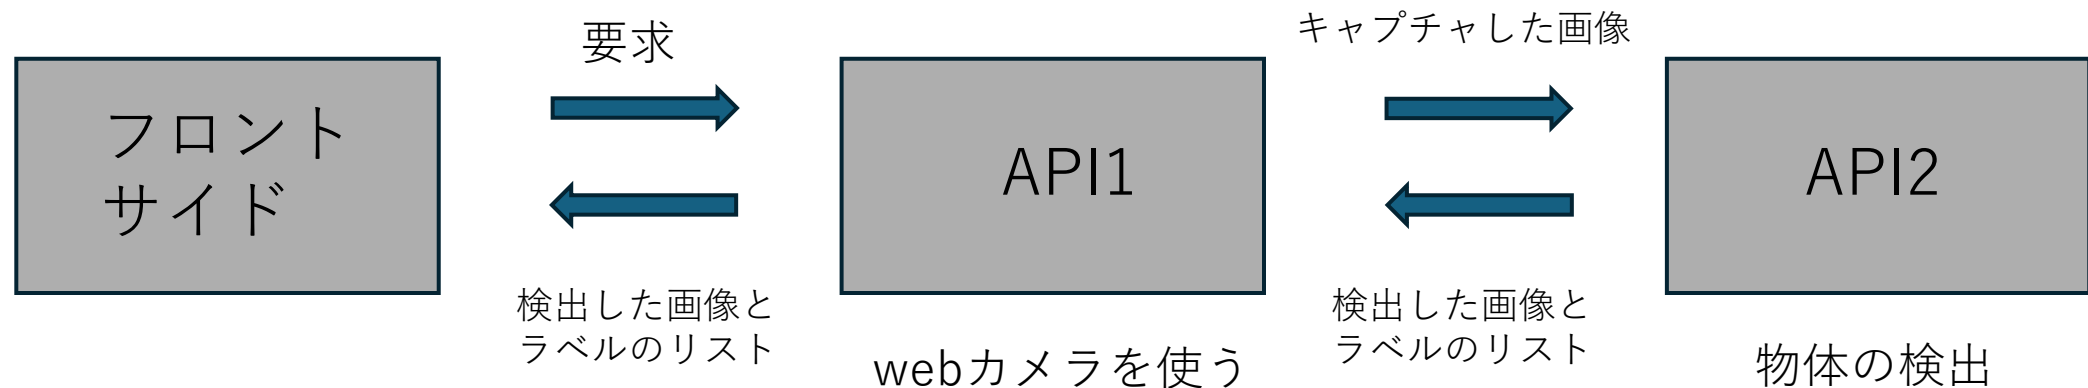 要求
キャプチャした画像
フロント
サイド
API1
API2
検出した画像と
ラベルのリスト
検出した画像と
ラベルのリスト
webカメラを使う
物体の検出